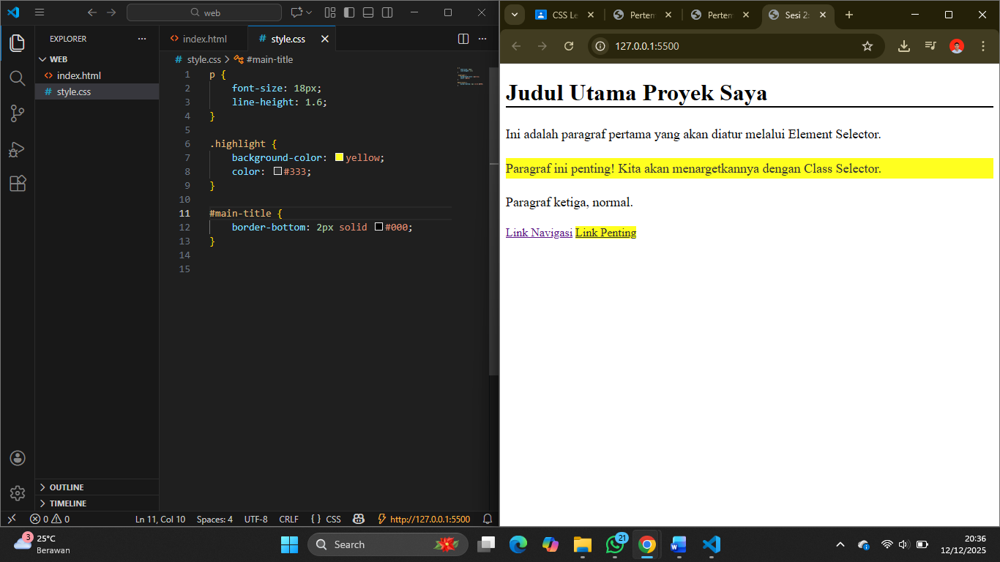 web
EXPLORER
WEB
index.html
style.css
OUTLINE
TIMELINE
index.html
style.css
style.css > #main-title
1 p {
2 font-size: 18px;
3 line-height: 1.6;
4 }
5
6 .highlight {
7 background-color: yellow;
8 color: #333;
9 }
10
11 #main-title {
12 border-bottom: 2px solid #000;
13 }
14
15
0 0
Ln 11, Col 10
Spaces: 4
UTF-8
CRLF
{ } CSS
http://127.0.0.1:5500
CSS Le
Pertem
Pertem
Sesi 2:
127.0.0.1:5500
Judul Utama Proyek Saya
Ini adalah paragraf pertama yang akan diatur melalui Element Selector.
Paragraf ini penting! Kita akan menargetkannya dengan Class Selector.
Paragraf ketiga, normal.
Link Navigasi Link Penting
3
25°C
Berawan
Search
21
20:36
12/12/2025